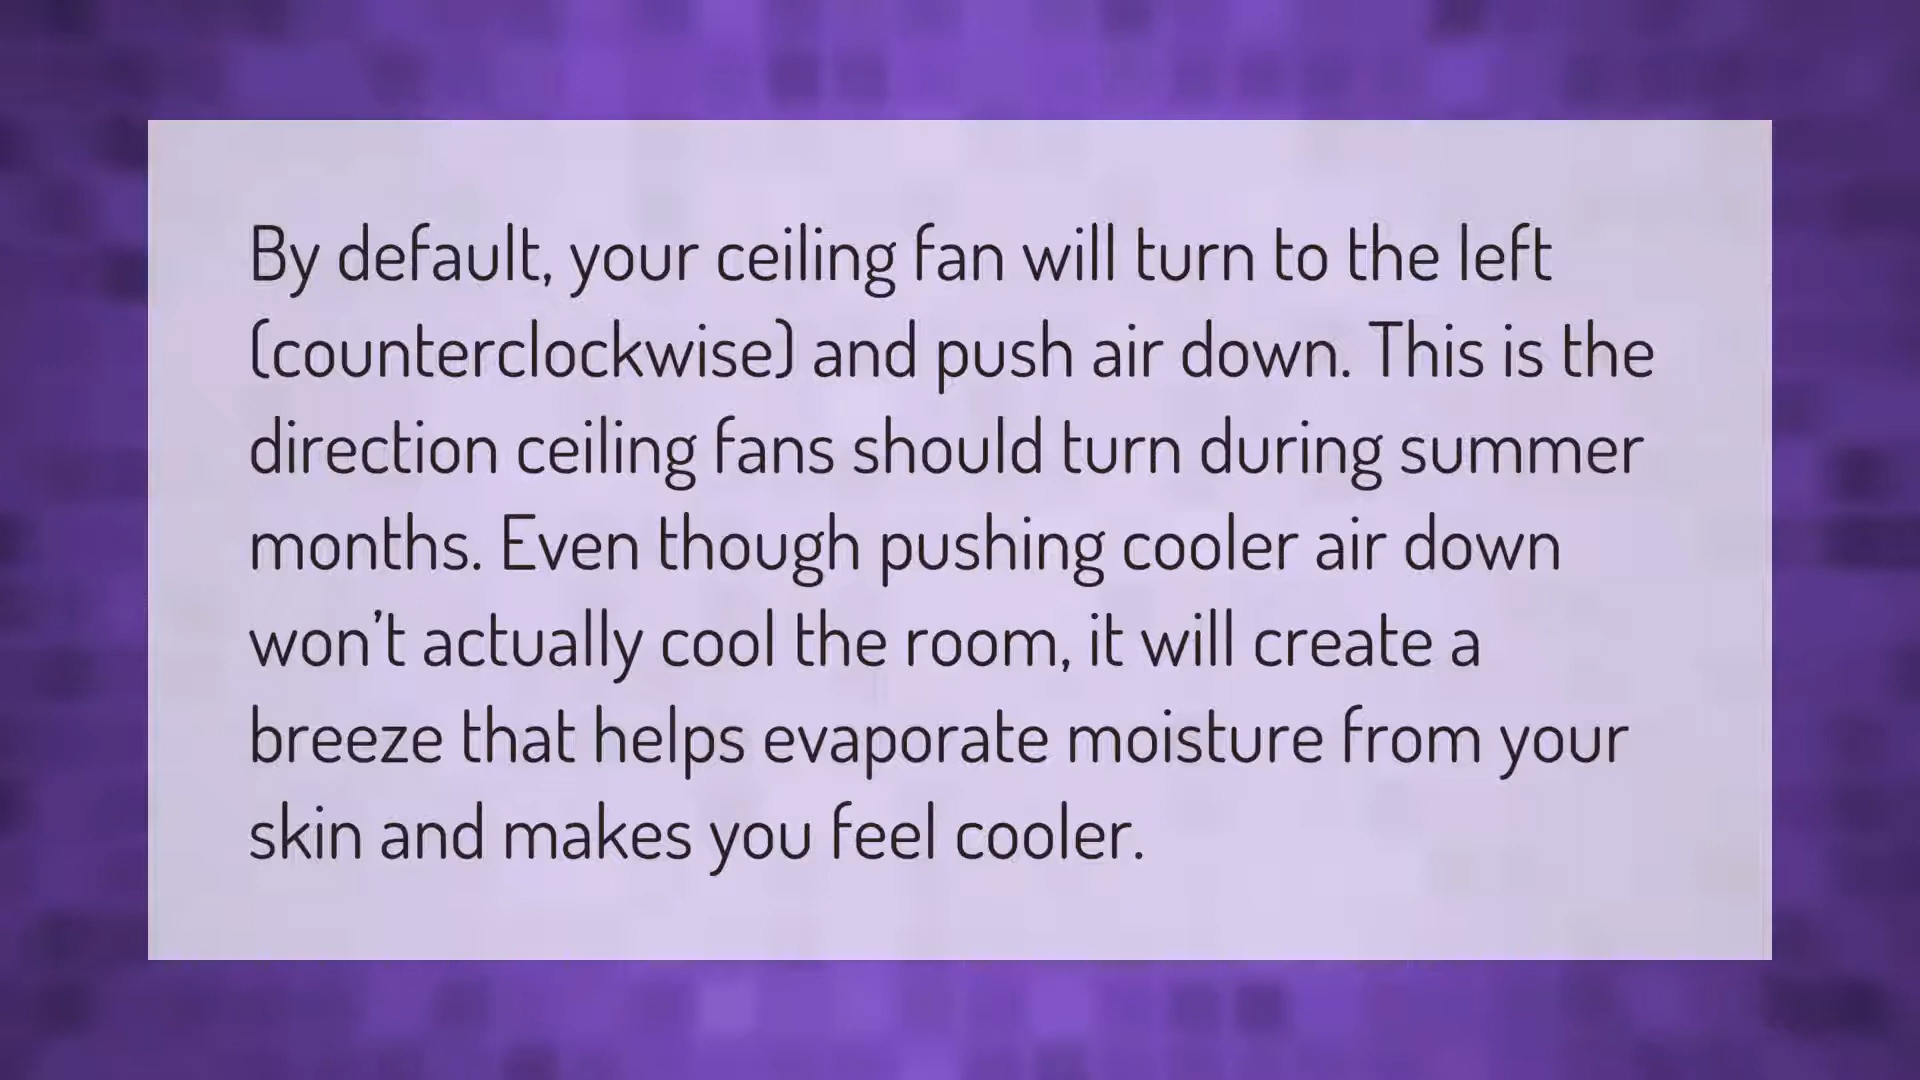 By default, your ceiling fan will turn to the left
(counterclockwise) and push air down. This is the
direction ceiling fans should turn during summer
months. Even though pushing cooler air down
won’t actually cool the room, it will create a
breeze that helps evaporate moisture from your
skin and makes you feel cooler.